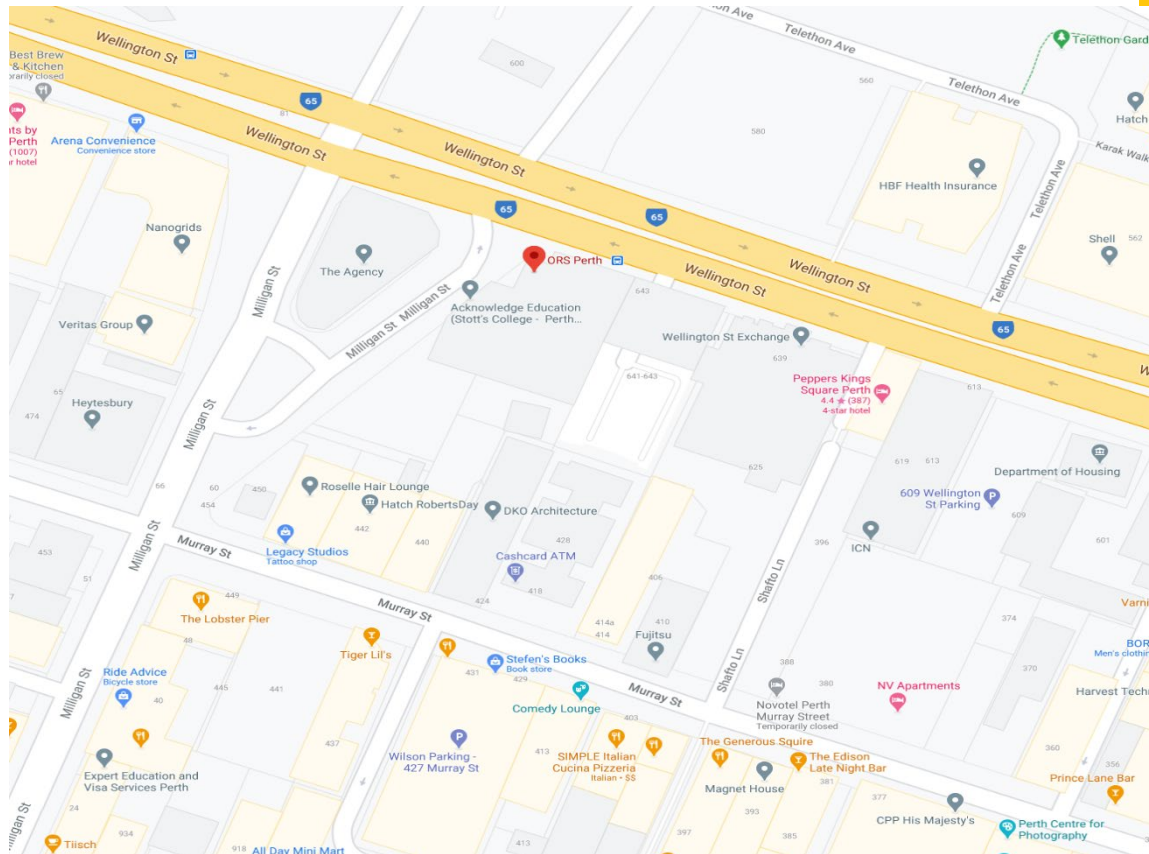 Wellington St
Best Brew
& Kitchen
600
ion Ave
Telethon Ave
Telethon Ave
Telethon Gard
560
580
65
81
Arena Convenience
Convenience store
Wellington St
Wellington St
Hatch
Karak Walk
nts by
Perth
(1007)
HBF Health Insurance
Telethon Ave
65
65
Nanogrids
Shell
562
The Agency
ORS Perth
Wellington St
Wellington St
Milligan St
Acknowledge Education
(Stott's College - Perth...
643
Telethon Ave
65
Veritas Group
Milligan St
Milligan St
Wellington St Exchange
639
641-643
Peppers Kings
Square Perth
4.4 ★ (387)
4-star hotel
613
65
Heytesbury
474
Milligan St
625
619
613
Department of Housing
609 Wellington
St Parking
609
601
Roselle Hair Lounge
66
60
450
454
Hatch RobertsDay
442
440
DKO Architecture
428
396
ICN
453
Milligan St
Murray St
Legacy Studios
Tattoo shop
Cashcard ATM
418
406
Shafto Ln
51
449
The Lobster Pier
Murray St
424
414a
414
410
Fujitsu
374
370
Varni
48
Tiger Lil's
Stefen's Books
Book store
431
429
Shafto Ln
388
380
BOR
Men's clothin
Ride Advice
Bicycle store
40
445
441
Comedy Lounge
Murray St
Novotel Perth
Murray Street
Temporarily closed
NV Apartments
Harvest Techn
Milligan St
437
Wilson Parking -
427 Murray St
413
403
SIMPLE Italian
Cucina Pizzeria
Italian • $$
The Generous Squire
The Edison
Late Night Bar
360
356
Expert Education and
Visa Services Perth
Magnet House
381
Prince Lane Bar
24
934
393
377
CPP His Majesty's
Perth Centre for
Photography
Tiisch
918
All Day Mini Mart
413
397
385